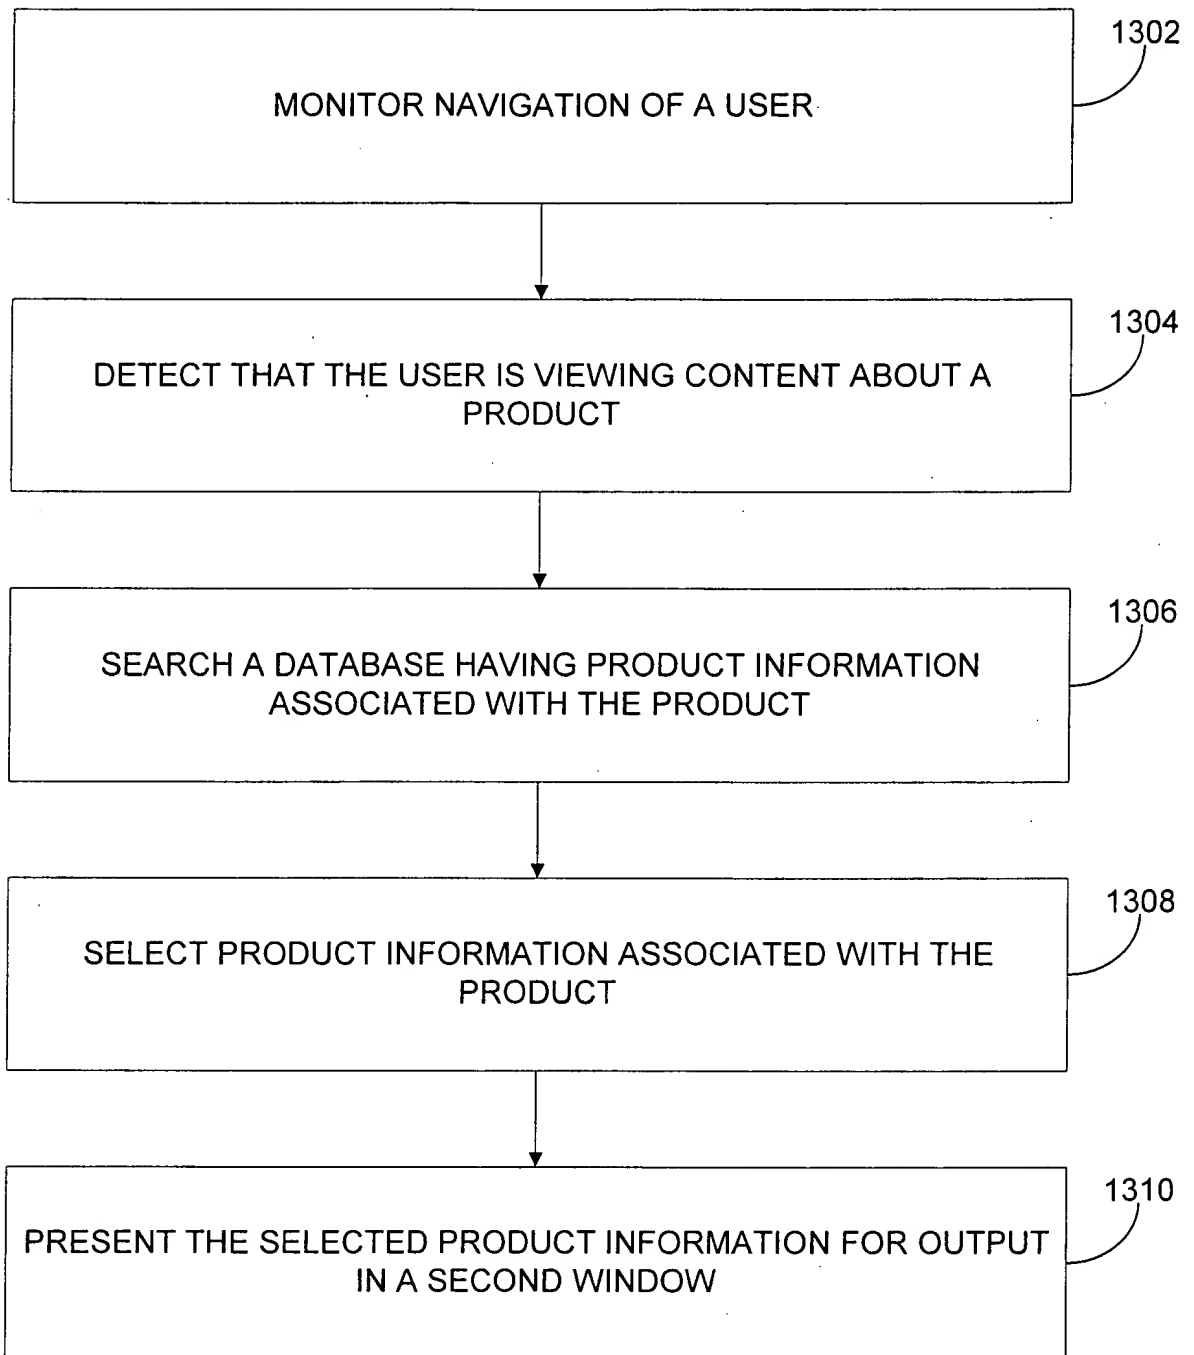 1302
MONITOR NAVIGATION OF A USER
1304
DETECT THAT THE USER IS VIEWING CONTENT ABOUT A
PRODUCT
1306
SEARCH A DATABASE HAVING PRODUCT INFORMATION
ASSOCIATED WITH THE PRODUCT
1308
SELECT PRODUCT INFORMATION ASSOCIATED WITH THE
PRODUCT
1310
PRESENT THE SELECTED PRODUCT INFORMATION FOR OUTPUT
IN A SECOND WINDOW